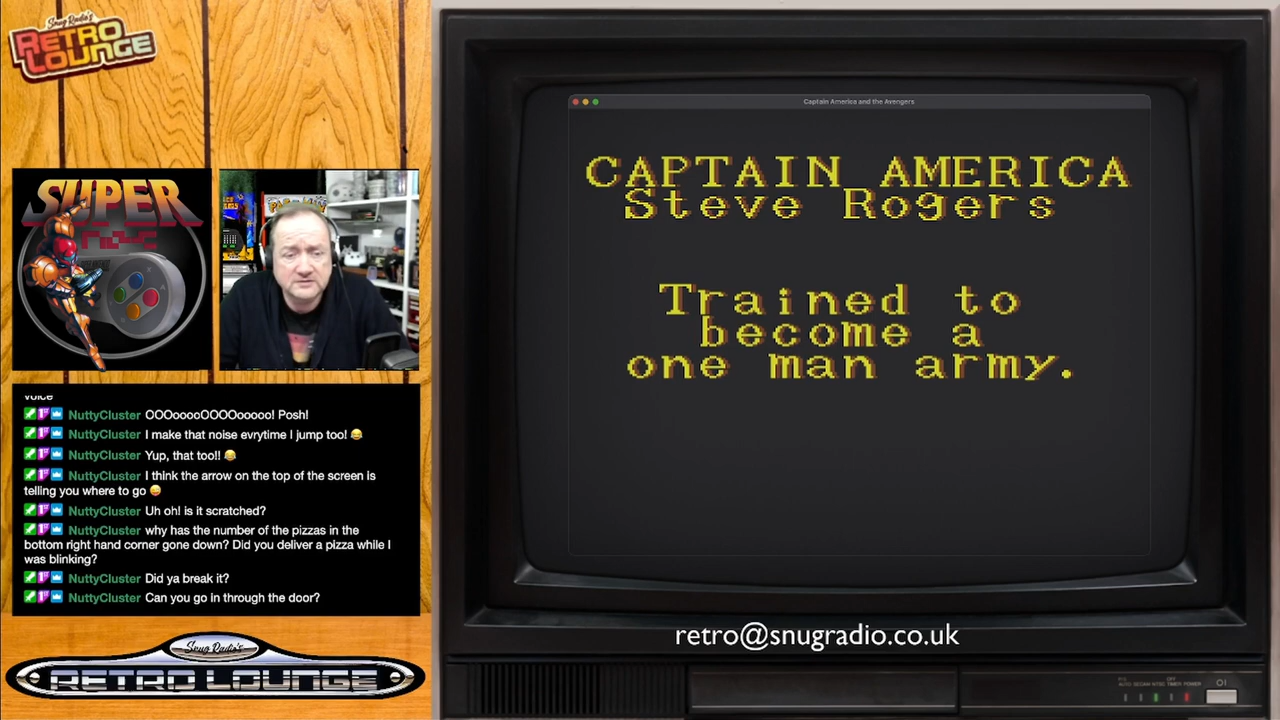 Snug Radio's
RETRO
LOUNGE
SUPER
Captain America and the Avengers
CAPTAIN AMERICA
Steve Rogers
Trained to
become a
one man army.
voice
NuttyCluster OOOooooOOOOooooo! Posh!
NuttyCluster I make that noise evrytime I jump too! 😂
NuttyCluster Yup, that too!! 😂
NuttyCluster I think the arrow on the top of the screen is
telling you where to go 😜
NuttyCluster Uh oh! is it scratched?
NuttyCluster why has the number of the pizzas in the
bottom right hand corner gone down? Did you deliver a pizza while I
was blinking?
NuttyCluster Did ya break it?
NuttyCluster Can you go in through the door?
retro@snugradio.co.uk
Snug Radio's
RETRO LOUNGE